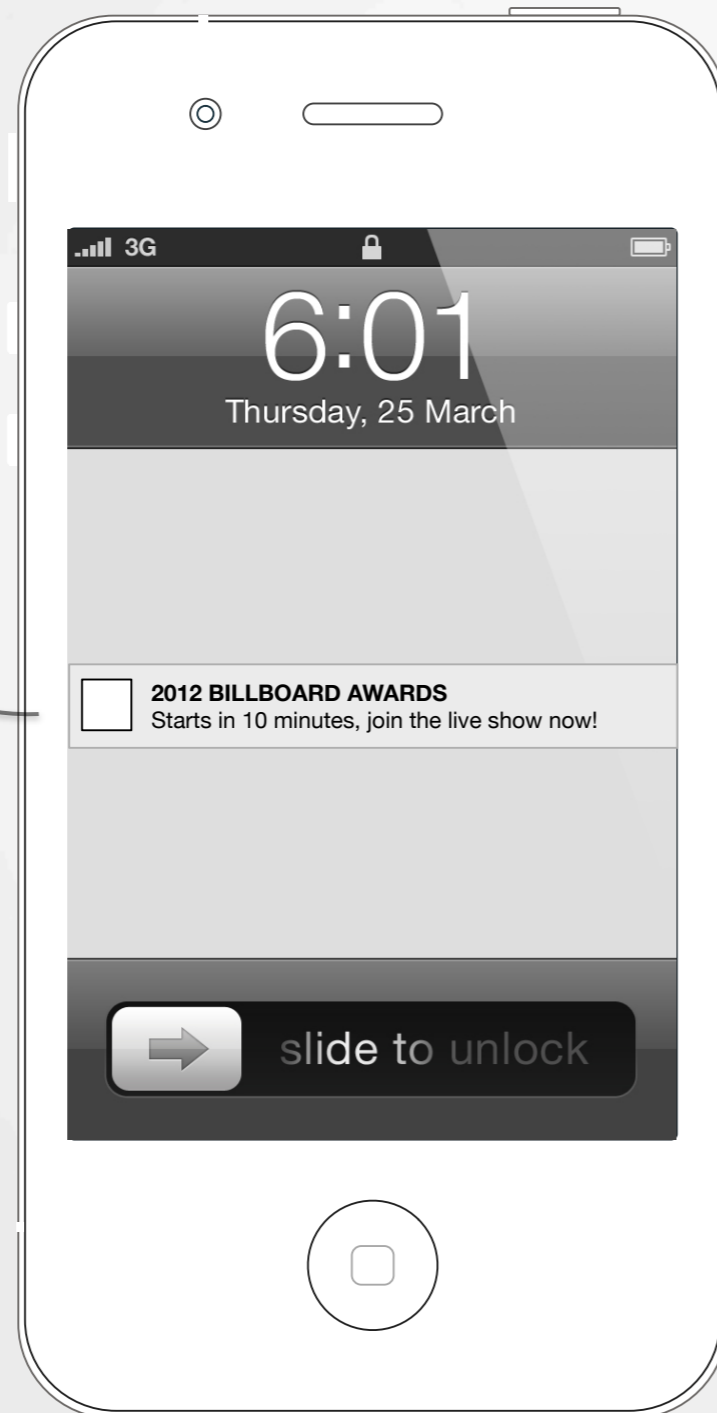 3G
6:01
Thursday, 25 March
2012 BILLBOARD AWARDS
Starts in 10 minutes, join the live show now!
slide to unlock